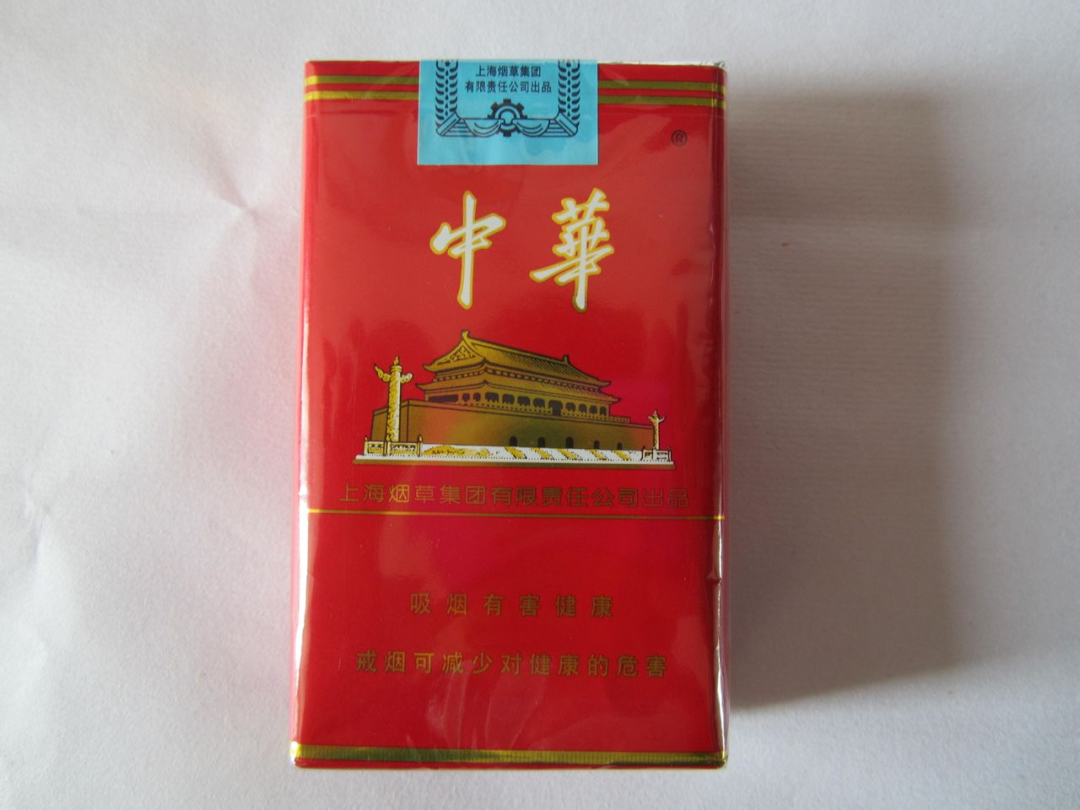 上海烟草集团
有限责任公司出品
®
中華
上海烟草集团有限责任公司出品
吸烟有害健康
戒烟可减少对健康的危害